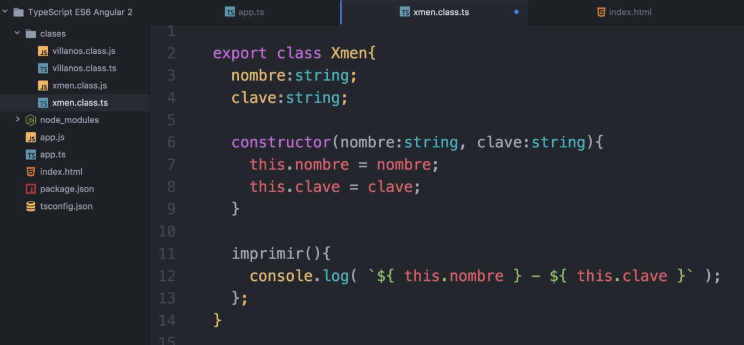 TypeScript ES6 Angular 2
clases
villanos.class.js
villanos.class.ts
xmen.class.js
xmen.class.ts
node_modules
app.js
app.ts
index.html
package.json
tsconfig.json
app.ts
xmen.class.ts
index.html
1
2 export class Xmen{
3 nombre:string;
4 clave:string;
5
6 constructor(nombre:string, clave:string){
7 this.nombre = nombre;
8 this.clave = clave;
9 }
10
11 imprimir(){
12 console.log( `${ this.nombre } - ${ this.clave }` );
13 };
14 }
15